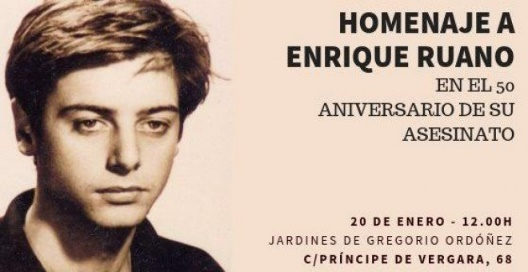 HOMENAJE A
ENRIQUE RUANO
EN EL 50
ANIVERSARIO DE SU
ASESINATO
20 DE ENERO - 12.00H
JARDINES DE GREGORIO ORDÓÑEZ
C/PRÍNCIPE DE VERGARA, 68